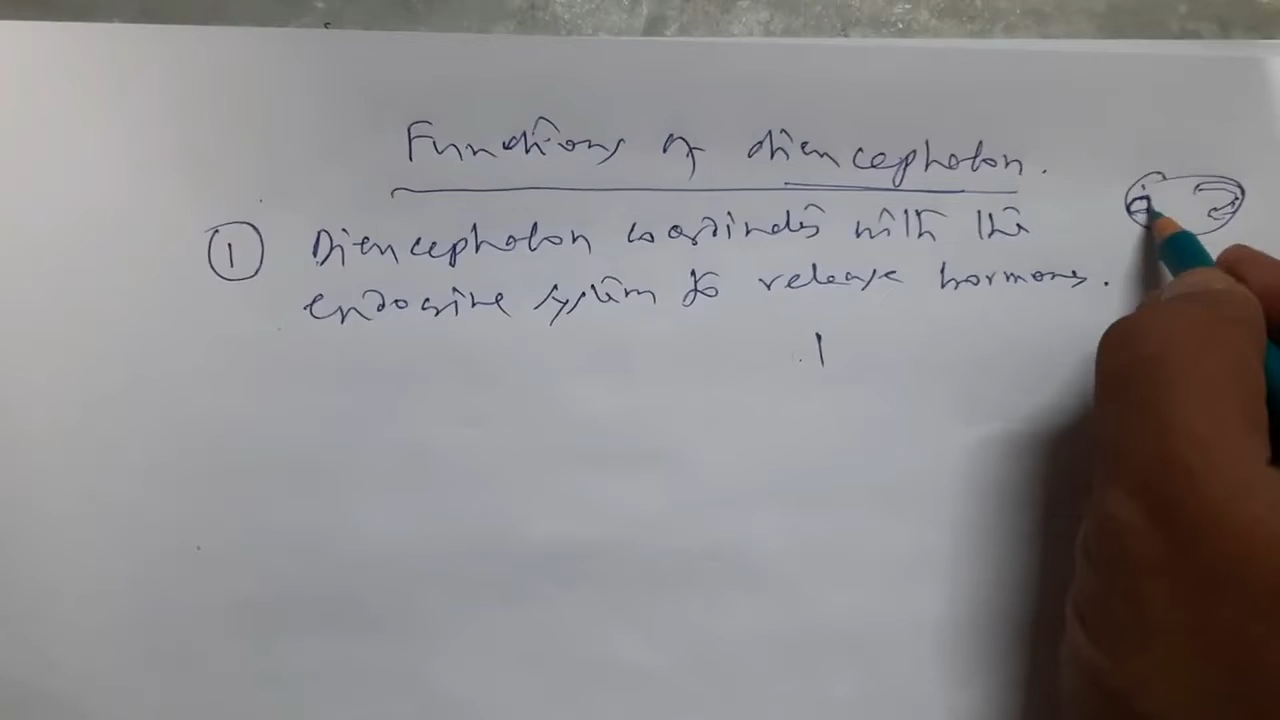 Functions of diencephalon.
① Diencephalon coordinates with the
endocrine system to release hormones.